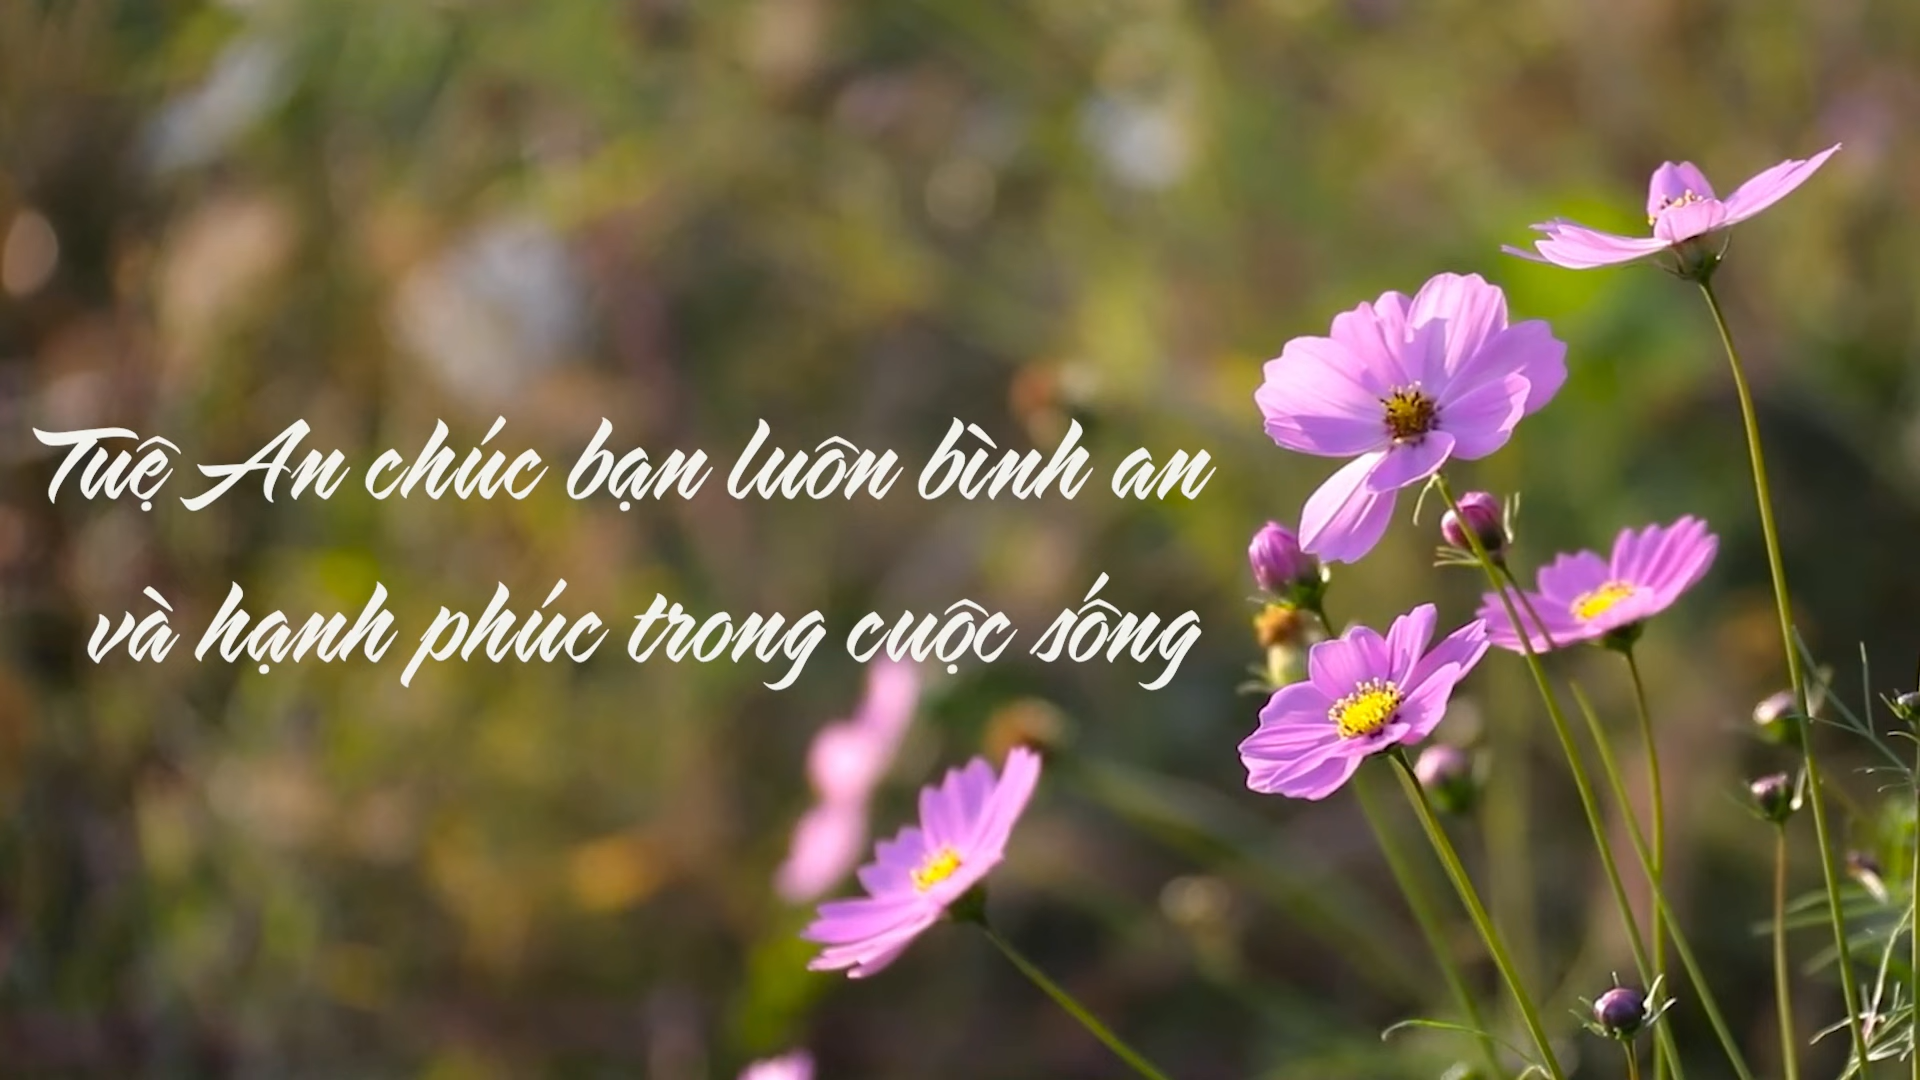 Tuệ An chúc bạn luôn bình an
và hạnh phúc trong cuộc sống